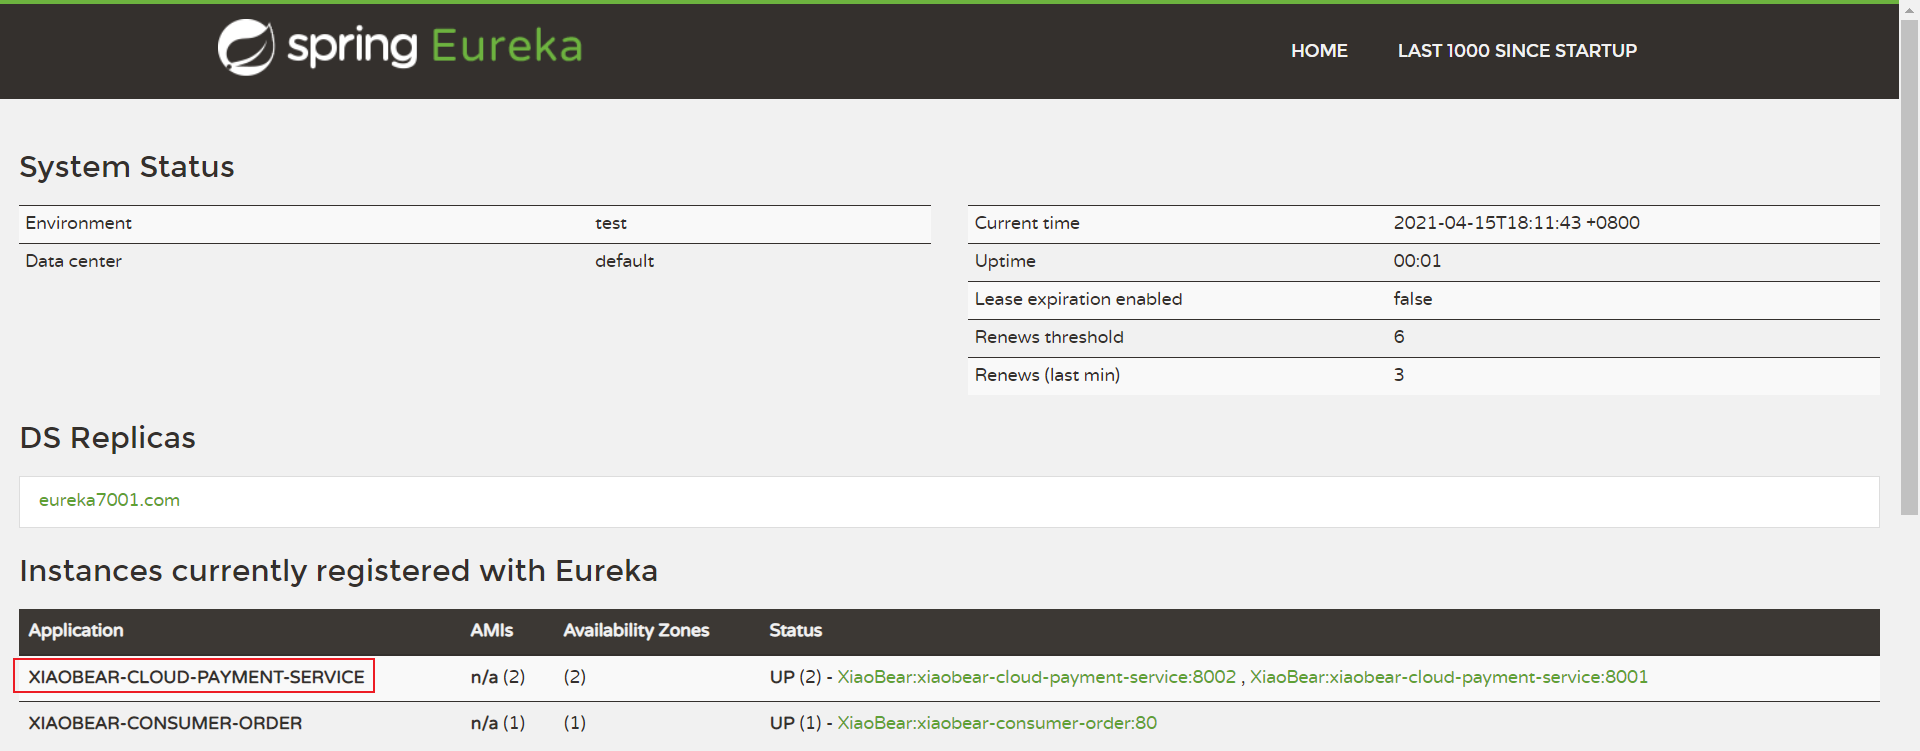 spring Eureka
HOME LAST 1000 SINCE STARTUP
System Status
Environment test
Data center default
Current time 2021-04-15T18:11:43 +0800
Uptime 00:01
Lease expiration enabled false
Renews threshold 6
Renews (last min) 3
DS Replicas
eureka7001.com
Instances currently registered with Eureka
Application AMIs Availability Zones Status
XIAOBEAR-CLOUD-PAYMENT-SERVICE n/a (2) (2) UP (2) - XiaoBear:xiaobear-cloud-payment-service:8002 , XiaoBear:xiaobear-cloud-payment-service:8001
XIAOBEAR-CONSUMER-ORDER n/a (1) (1) UP (1) - XiaoBear:xiaobear-consumer-order:80